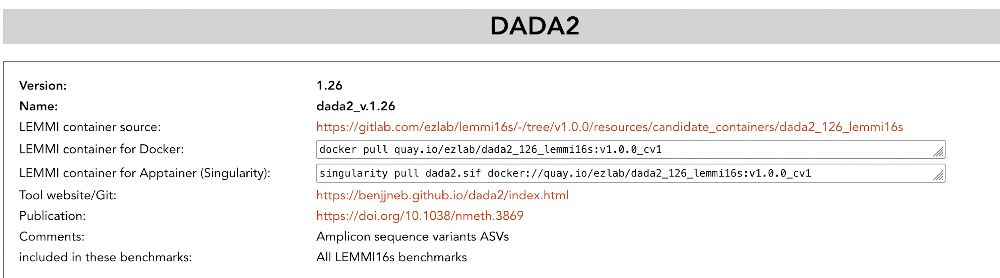 DADA2
Version: 1.26
Name: dada2_v.1.26
LEMMI container source: https://gitlab.com/ezlab/lemmi16s/-/tree/v1.0.0/resources/candidate_containers/dada2_126_lemmi16s
LEMMI container for Docker: docker pull quay.io/ezlab/dada2_126_lemmi16s:v1.0.0_cv1
LEMMI container for Apptainer (Singularity): singularity pull dada2.sif docker://quay.io/ezlab/dada2_126_lemmi16s:v1.0.0_cv1
Tool website/Git: https://benjjneb.github.io/dada2/index.html
Publication: https://doi.org/10.1038/nmeth.3869
Comments: Amplicon sequence variants ASVs
included in these benchmarks: All LEMMI16s benchmarks